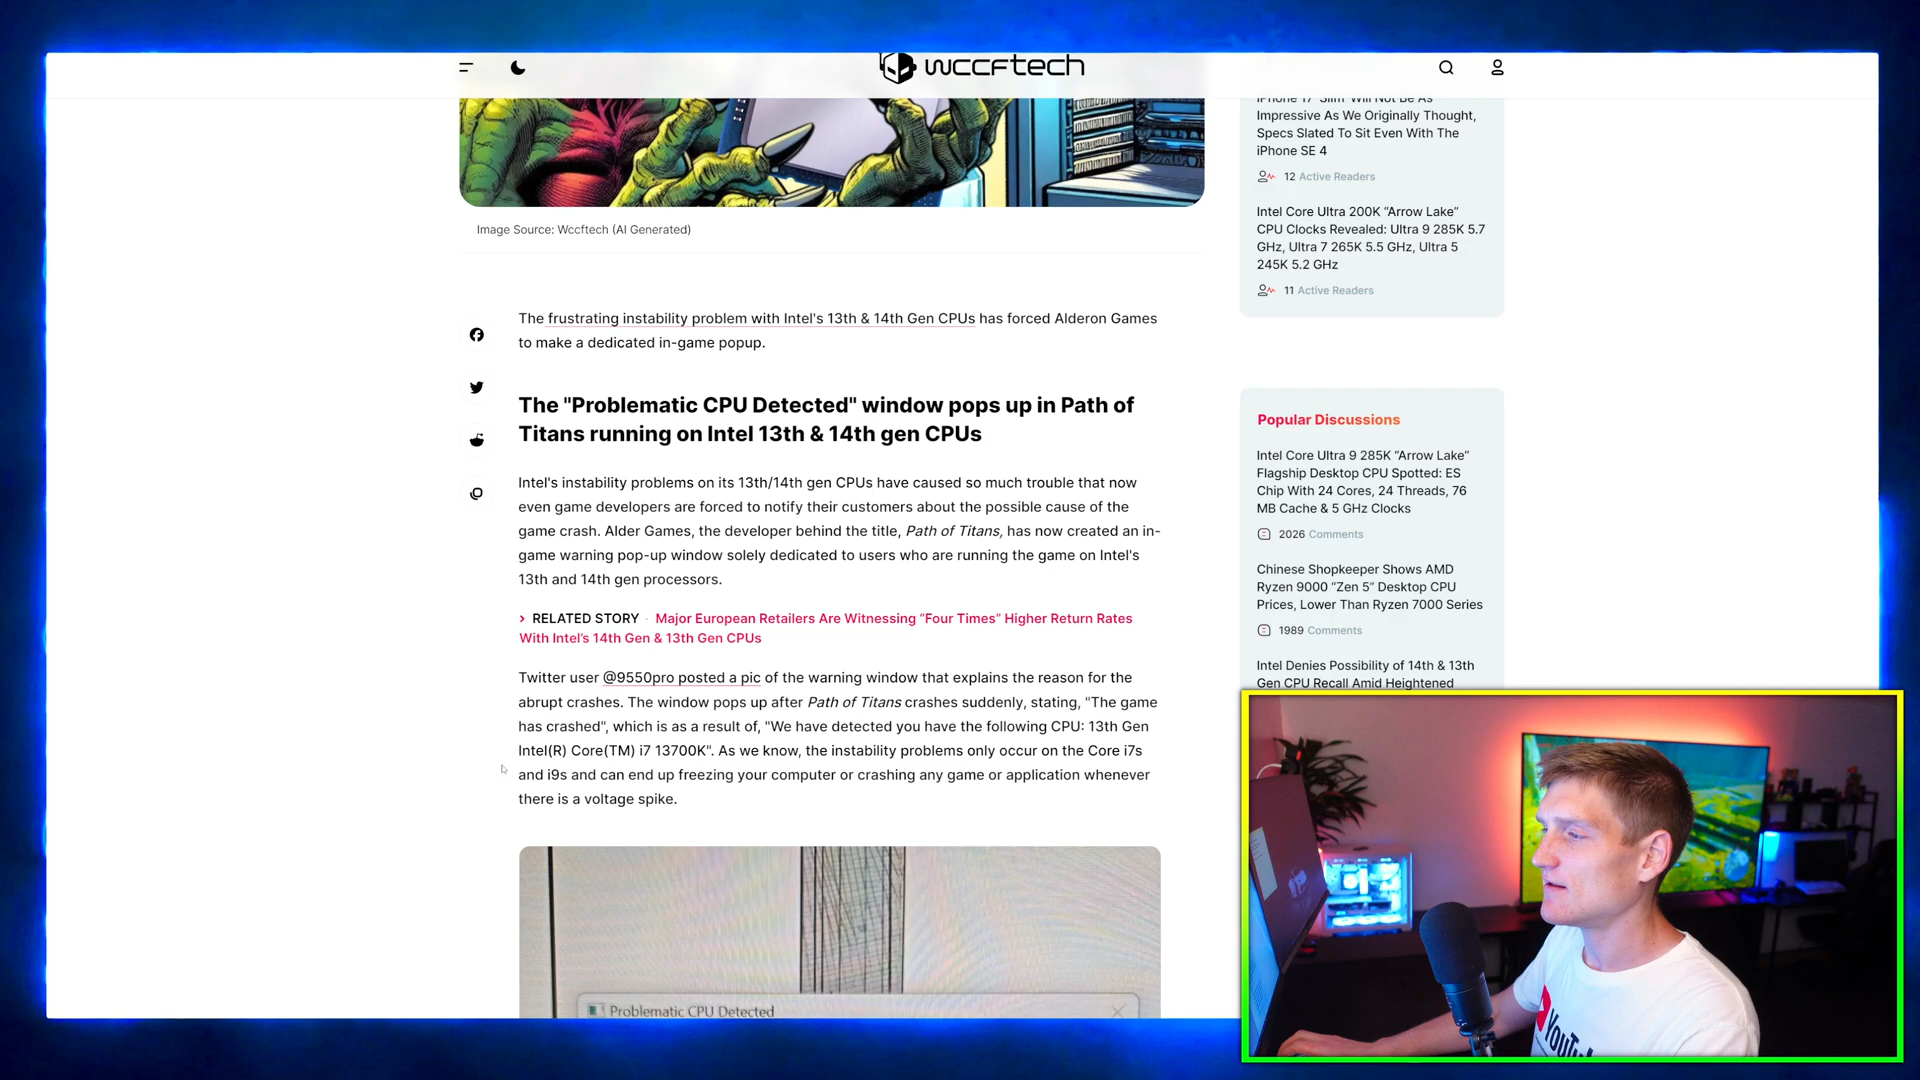 wccftech
Image Source: Wccftech (AI Generated)
The frustrating instability problem with Intel's 13th & 14th Gen CPUs has forced Alderon Games
to make a dedicated in-game popup.
The "Problematic CPU Detected" window pops up in Path of
Titans running on Intel 13th & 14th gen CPUs
Intel's instability problems on its 13th/14th gen CPUs have caused so much trouble that now
even game developers are forced to notify their customers about the possible cause of the
game crash. Alder Games, the developer behind the title, Path of Titans, has now created an in-
game warning pop-up window solely dedicated to users who are running the game on Intel's
13th and 14th gen processors.
RELATED STORY - Major European Retailers Are Witnessing “Four Times” Higher Return Rates
With Intel’s 14th Gen & 13th Gen CPUs
Twitter user @9550pro posted a pic of the warning window that explains the reason for the
abrupt crashes. The window pops up after Path of Titans crashes suddenly, stating, "The game
has crashed", which is as a result of, "We have detected you have the following CPU: 13th Gen
Intel(R) Core(TM) i7 13700K". As we know, the instability problems only occur on the Core i7s
and i9s and can end up freezing your computer or crashing any game or application whenever
there is a voltage spike.
Problematic CPU Detected
iPhone 17 "Slim" Will Not Be As
Impressive As We Originally Thought,
Specs Slated To Sit Even With The
iPhone SE 4
12 Active Readers
Intel Core Ultra 200K “Arrow Lake”
CPU Clocks Revealed: Ultra 9 285K 5.7
GHz, Ultra 7 265K 5.5 GHz, Ultra 5
245K 5.2 GHz
11 Active Readers
Popular Discussions
Intel Core Ultra 9 285K “Arrow Lake”
Flagship Desktop CPU Spotted: ES
Chip With 24 Cores, 24 Threads, 76
MB Cache & 5 GHz Clocks
2026 Comments
Chinese Shopkeeper Shows AMD
Ryzen 9000 “Zen 5” Desktop CPU
Prices, Lower Than Ryzen 7000 Series
1989 Comments
Intel Denies Possibility of 14th & 13th
Gen CPU Recall Amid Heightened